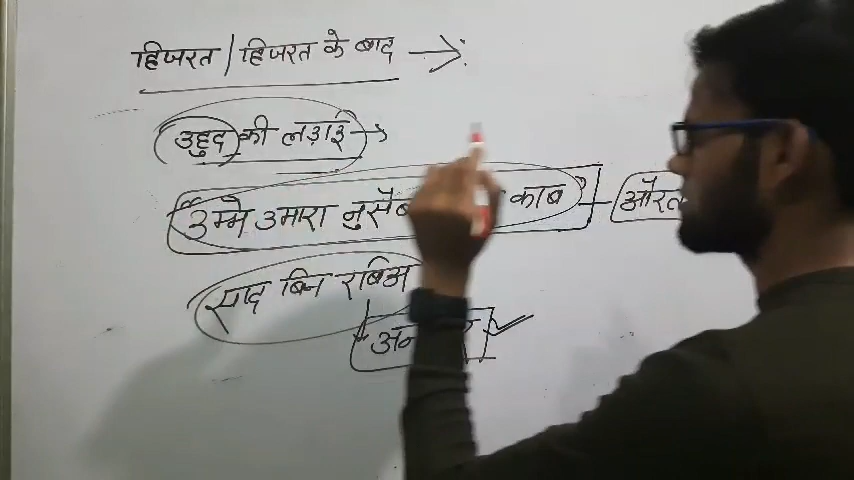 हिजरत / हिजरत के बाद →
उहुद की लड़ाई →
उम्मे उमारा काब औरत
साद बिन रबिअ